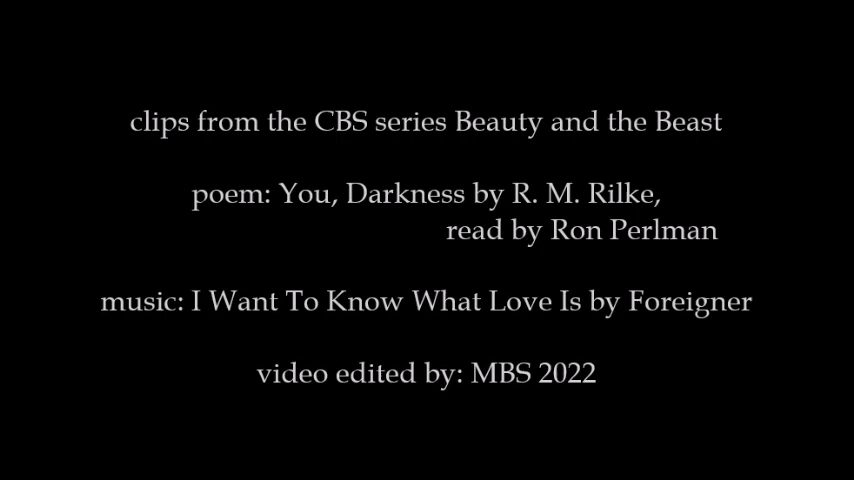 clips from the CBS series Beauty and the Beast
poem: You, Darkness by R. M. Rilke,
read by Ron Perlman
music: I Want To Know What Love Is by Foreigner
video edited by: MBS 2022